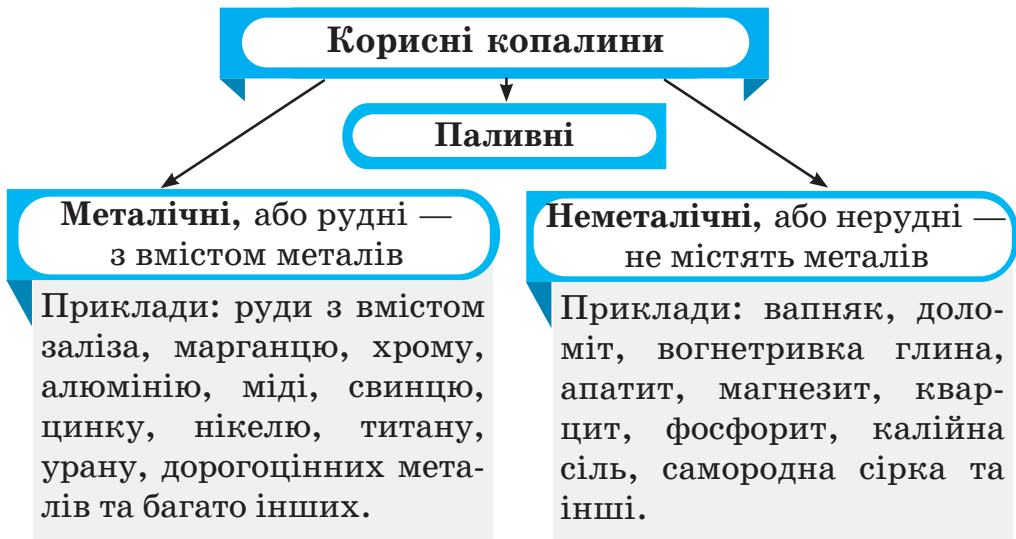 Корисні копалини
Паливні
Металічні, або рудні —
з вмістом металів
Приклади: руди з вмістом
заліза, марганцю, хрому,
алюмінію, міді, свинцю,
цинку, нікелю, титану,
урану, дорогоцінних мета-
лів та багато інших.
Неметалічні, або нерудні —
не містять металів
Приклади: вапняк, доло-
міт, вогнетривка глина,
апатит, магнезит, квар-
цит, фосфорит, калійна
сіль, самородна сірка та
інші.